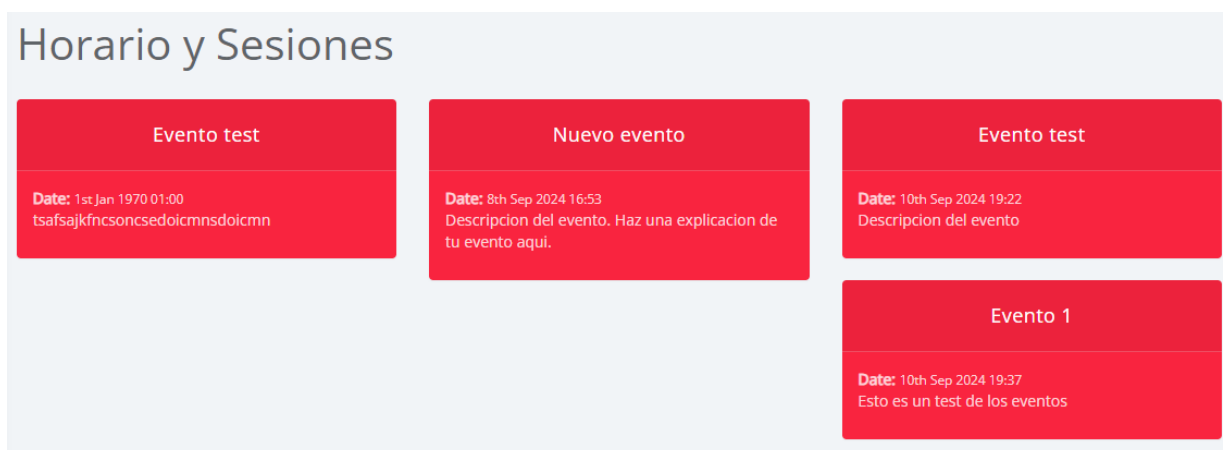 Horario y Sesiones
Evento test
Date: 1st Jan 1970 01:00
tsafsajkfncsoncsedoicmnsdoicmn
Nuevo evento
Date: 8th Sep 2024 16:53
Descripcion del evento. Haz una explicacion de
tu evento aqui.
Evento test
Date: 10th Sep 2024 19:22
Descripcion del evento
Evento 1
Date: 10th Sep 2024 19:37
Esto es un test de los eventos